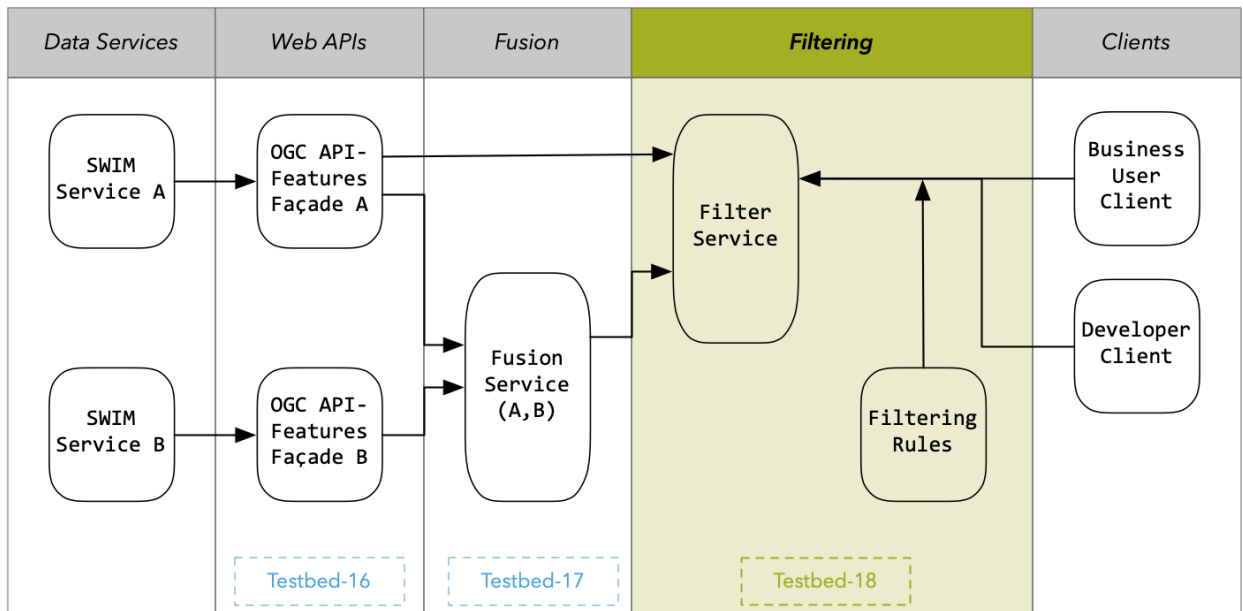 Data Services
Web APIs
Fusion
Filtering
Clients
SWIM
Service A
OGC API-
Features
Façade A
Filter
Service
Business
User
Client
SWIM
Service B
OGC API-
Features
Façade B
Fusion
Service
(A,B)
Filtering
Rules
Developer
Client
Testbed-16
Testbed-17
Testbed-18